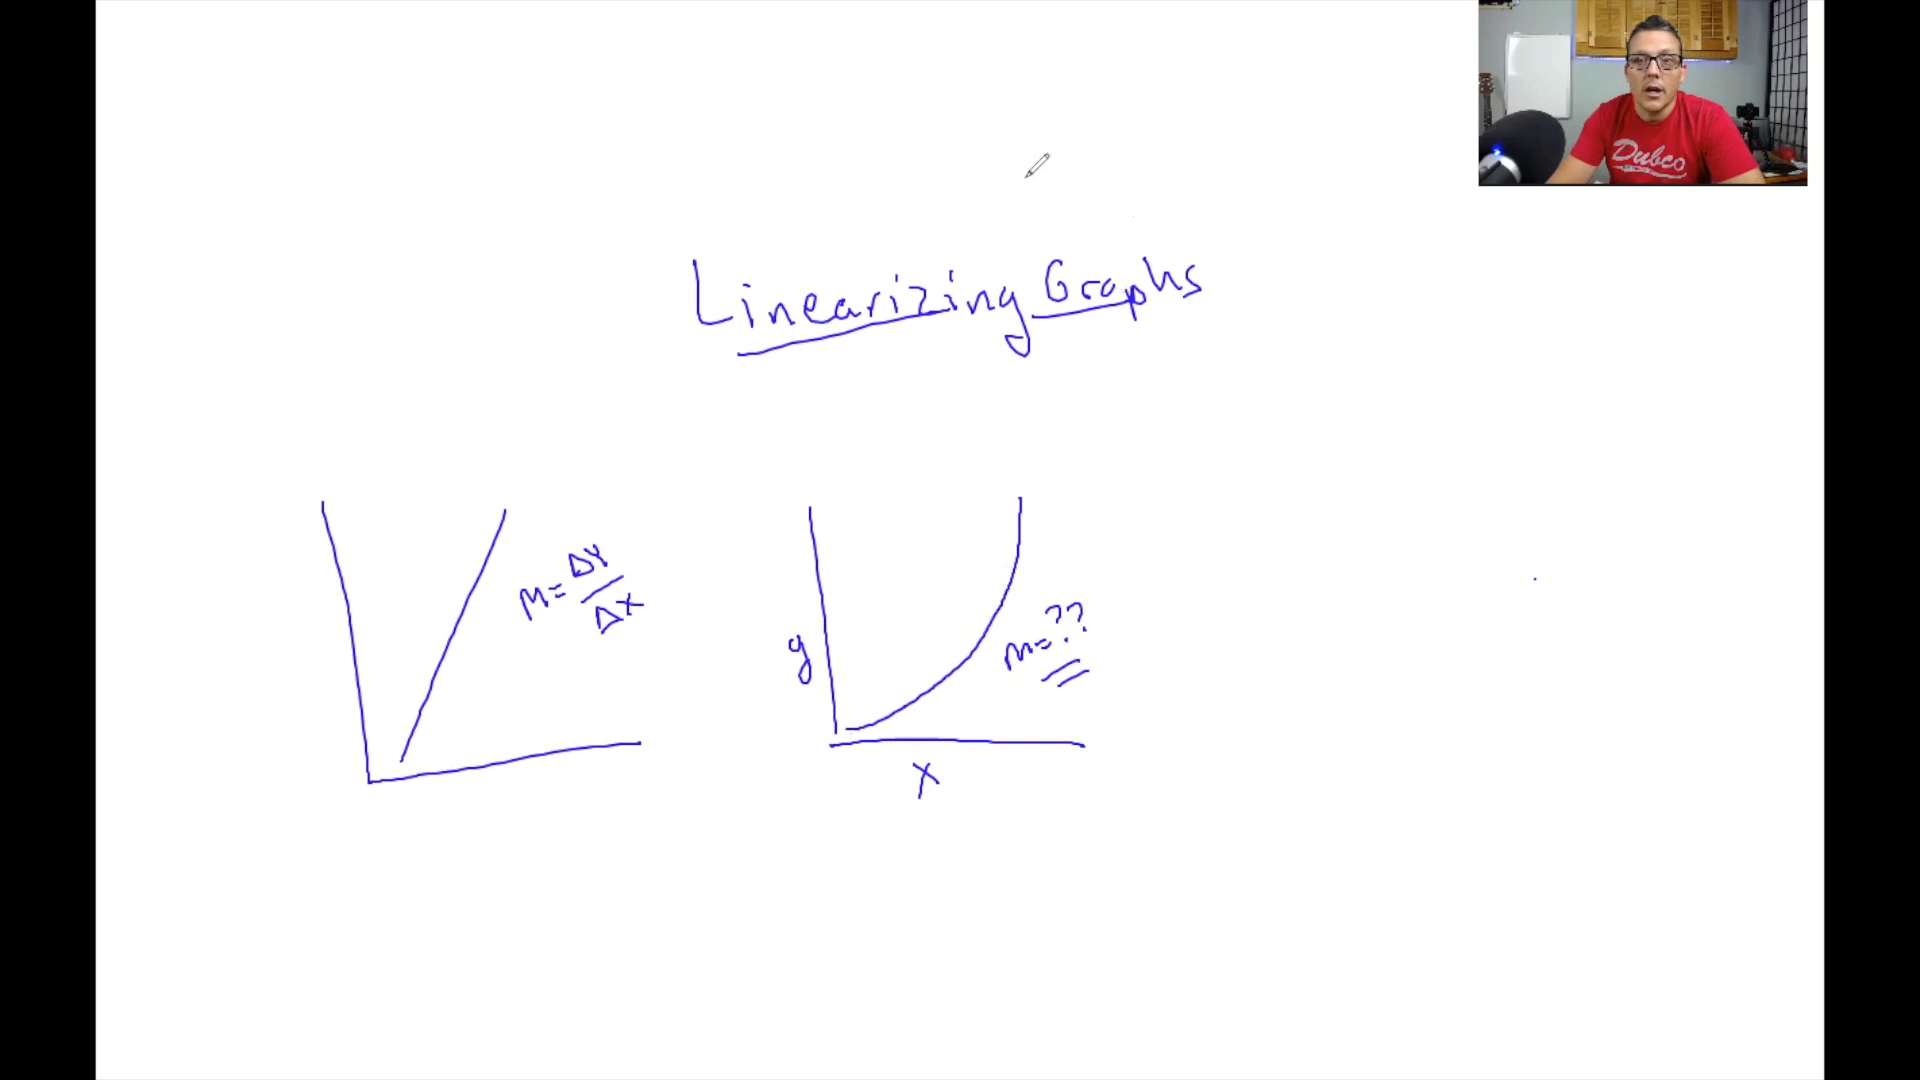 Dubco
Linearizing Graphs
m = ΔY
ΔX
y
m = ??
X